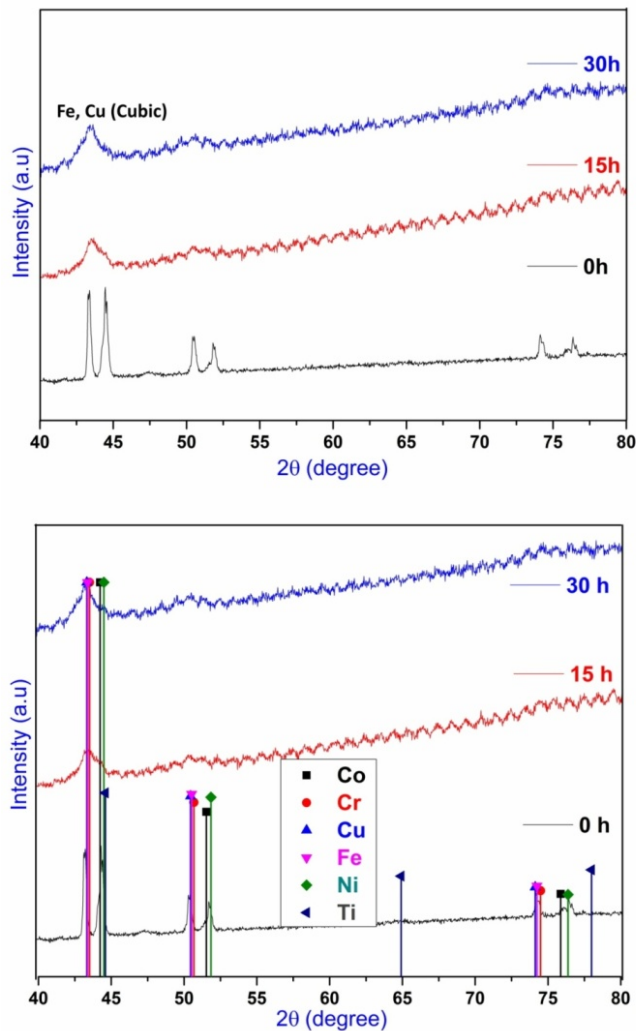 Intensity (a.u)
Fe, Cu (Cubic)
30h
15h
0h
40 45 50 55 60 65 70 75 80
2θ (degree)
Intensity (a.u)
30 h
15 h
0 h
Co
Cr
Cu
Fe
Ni
Ti
40 45 50 55 60 65 70 75 80
2θ (degree)